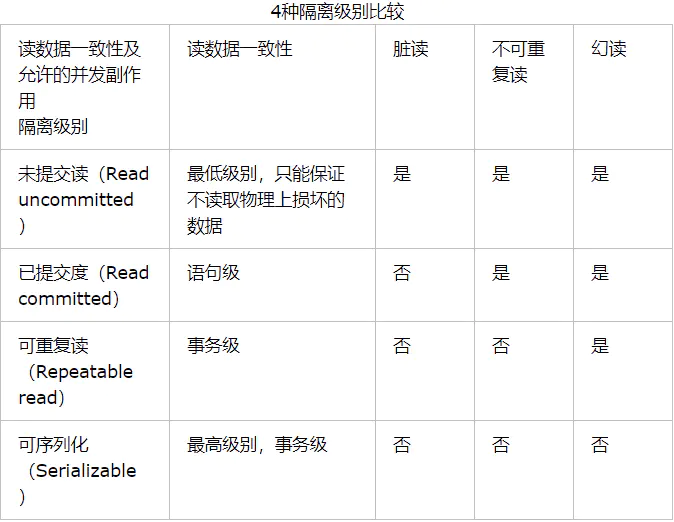 4种隔离级别比较
读数据一致性及
允许的并发副作
用
隔离级别
读数据一致性
脏读
不可重
复读
幻读
未提交读（Read
uncommitted
）
最低级别，只能保证
不读取物理上损坏的
数据
是
是
是
已提交度（Read
committed）
语句级
否
是
是
可重复读
（Repeatable
read）
事务级
否
否
是
可序列化
（Serializable
）
最高级别，事务级
否
否
否